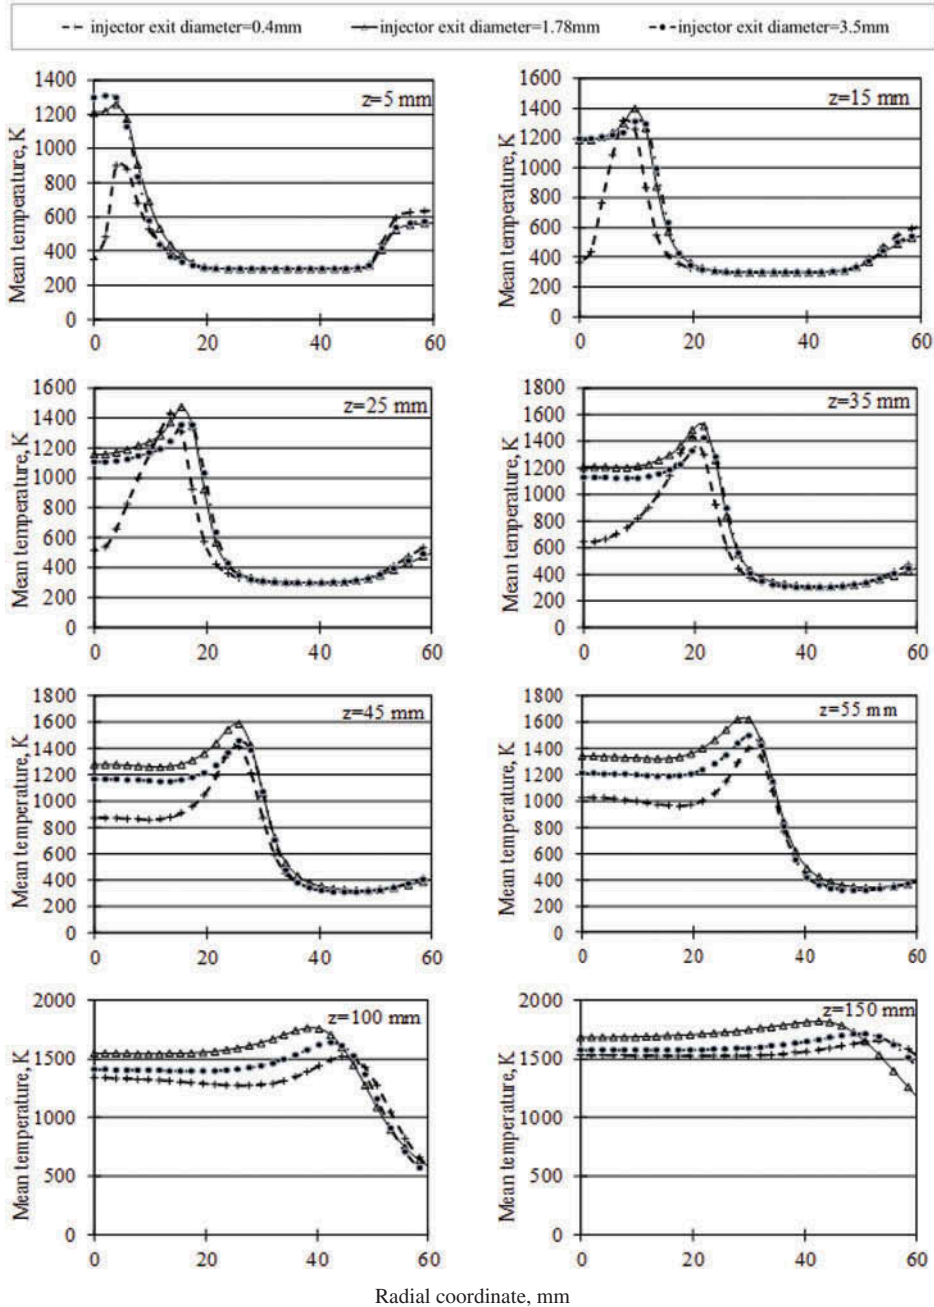 injector exit diameter=0.4mm injector exit diameter=1.78mm injector exit diameter=3.5mm
Mean temperature, K
1400
1200
1000
800
600
400
200
0
z=5 mm
0 20 40 60
Mean temperature, K
1600
1400
1200
1000
800
600
400
200
0
z=15 mm
0 20 40 60
Mean temperature, K
1600
1400
1200
1000
800
600
400
200
0
z=25 mm
0 20 40 60
Mean temperature, K
1800
1600
1400
1200
1000
800
600
400
200
0
z=35 mm
0 20 40 60
Mean temperature, K
1800
1600
1400
1200
1000
800
600
400
200
0
z=45 mm
0 20 40 60
Mean temperature, K
1800
1600
1400
1200
1000
800
600
400
200
0
z=55 mm
0 20 40 60
Mean temperature, K
2000
1500
1000
500
0
z=100 mm
0 20 40 60
Mean temperature, K
2000
1500
1000
500
0
z=150 mm
0 20 40 60
Radial coordinate, mm